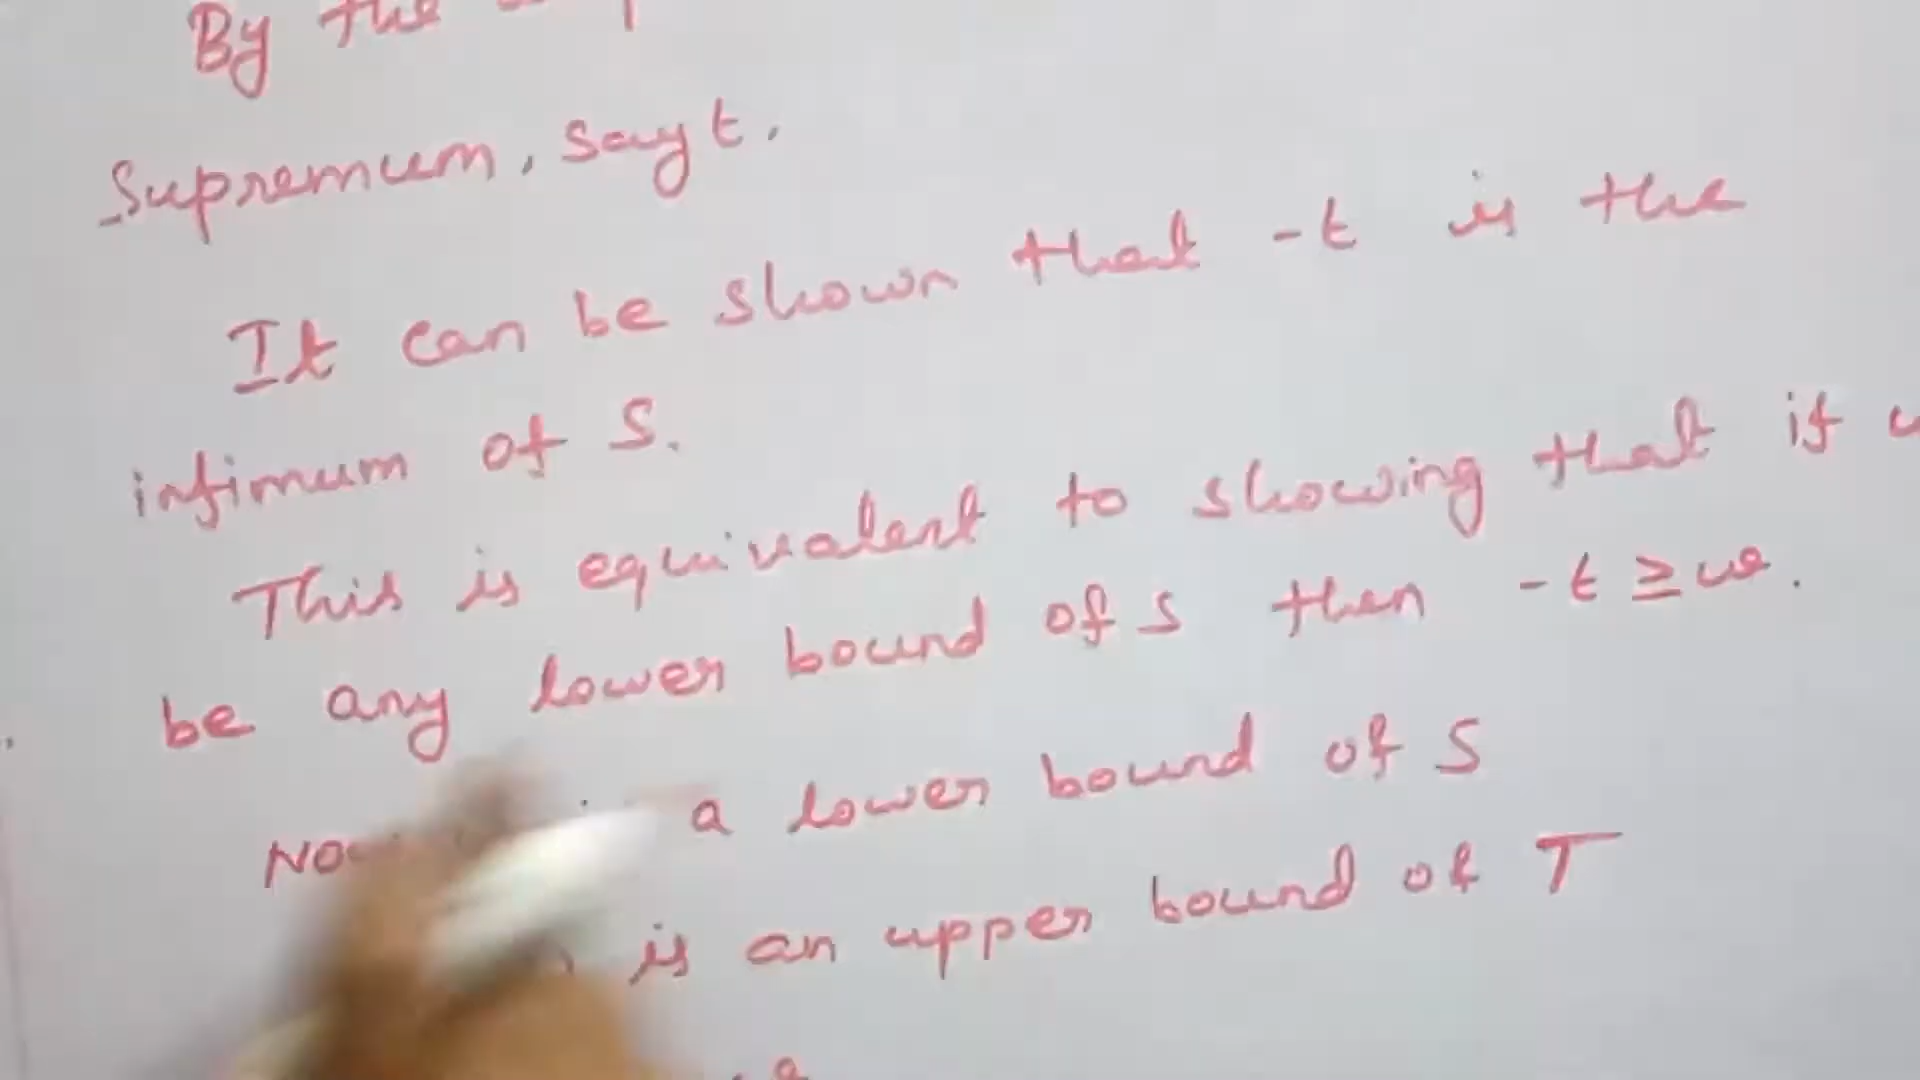 By the
Supremum, say t.
It can be shown that -t is the
infimum of S.
This is equivalent to showing that if
be any lower bound of S then -t ≥ w.
a lower bound of S
is an upper bound of T